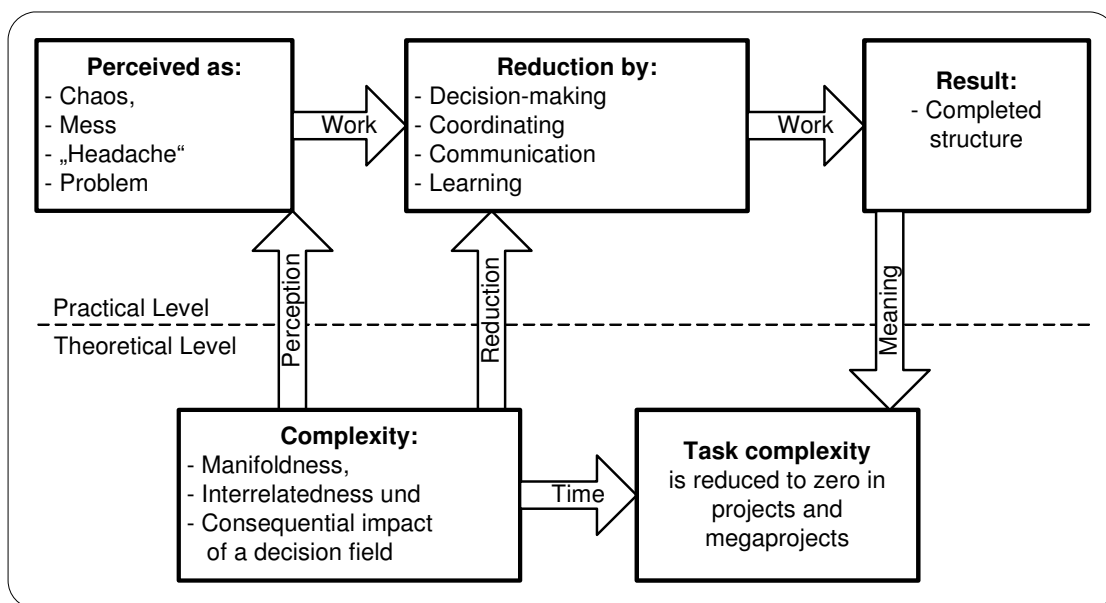 Perceived as:
- Chaos,
- Mess
- „Headache“
- Problem
Work
Reduction by:
- Decision-making
- Coordinating
- Communication
- Learning
Work
Result:
- Completed
structure
Perception
Reduction
Meaning
Practical Level
Theoretical Level
Complexity:
- Manifoldness,
- Interrelatedness und
- Consequential impact
of a decision field
Time
Task complexity
is reduced to zero in
projects and
megaprojects